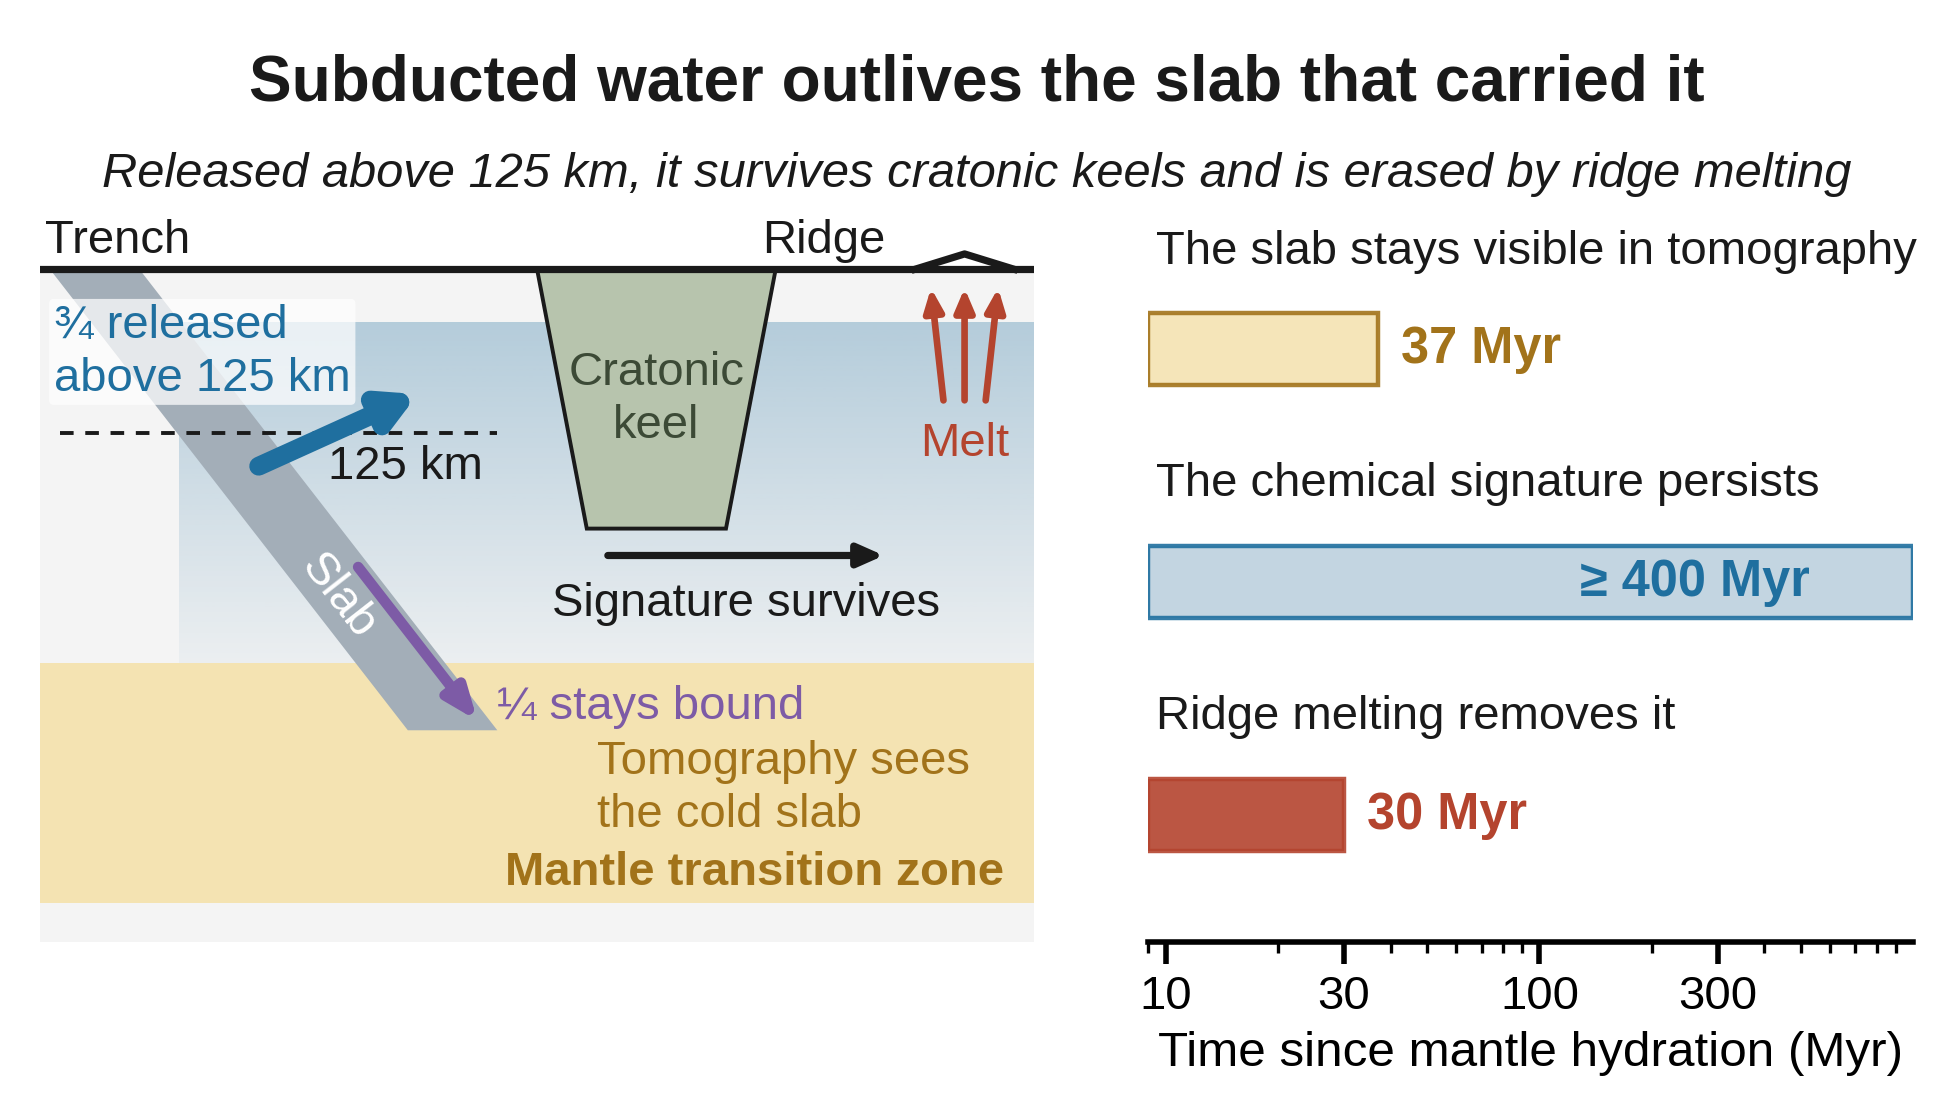 Subducted water outlives the slab that carried it
Released above 125 km, it survives cratonic keels and is erased by ridge melting
Trench
Ridge
¾ released
above 125 km
125 km
Cratonic
keel
Melt
Slab
Signature survives
¼ stays bound
Tomography sees
the cold slab
Mantle transition zone
The slab stays visible in tomography
37 Myr
The chemical signature persists
≥ 400 Myr
Ridge melting removes it
30 Myr
10 30 100 300
Time since mantle hydration (Myr)